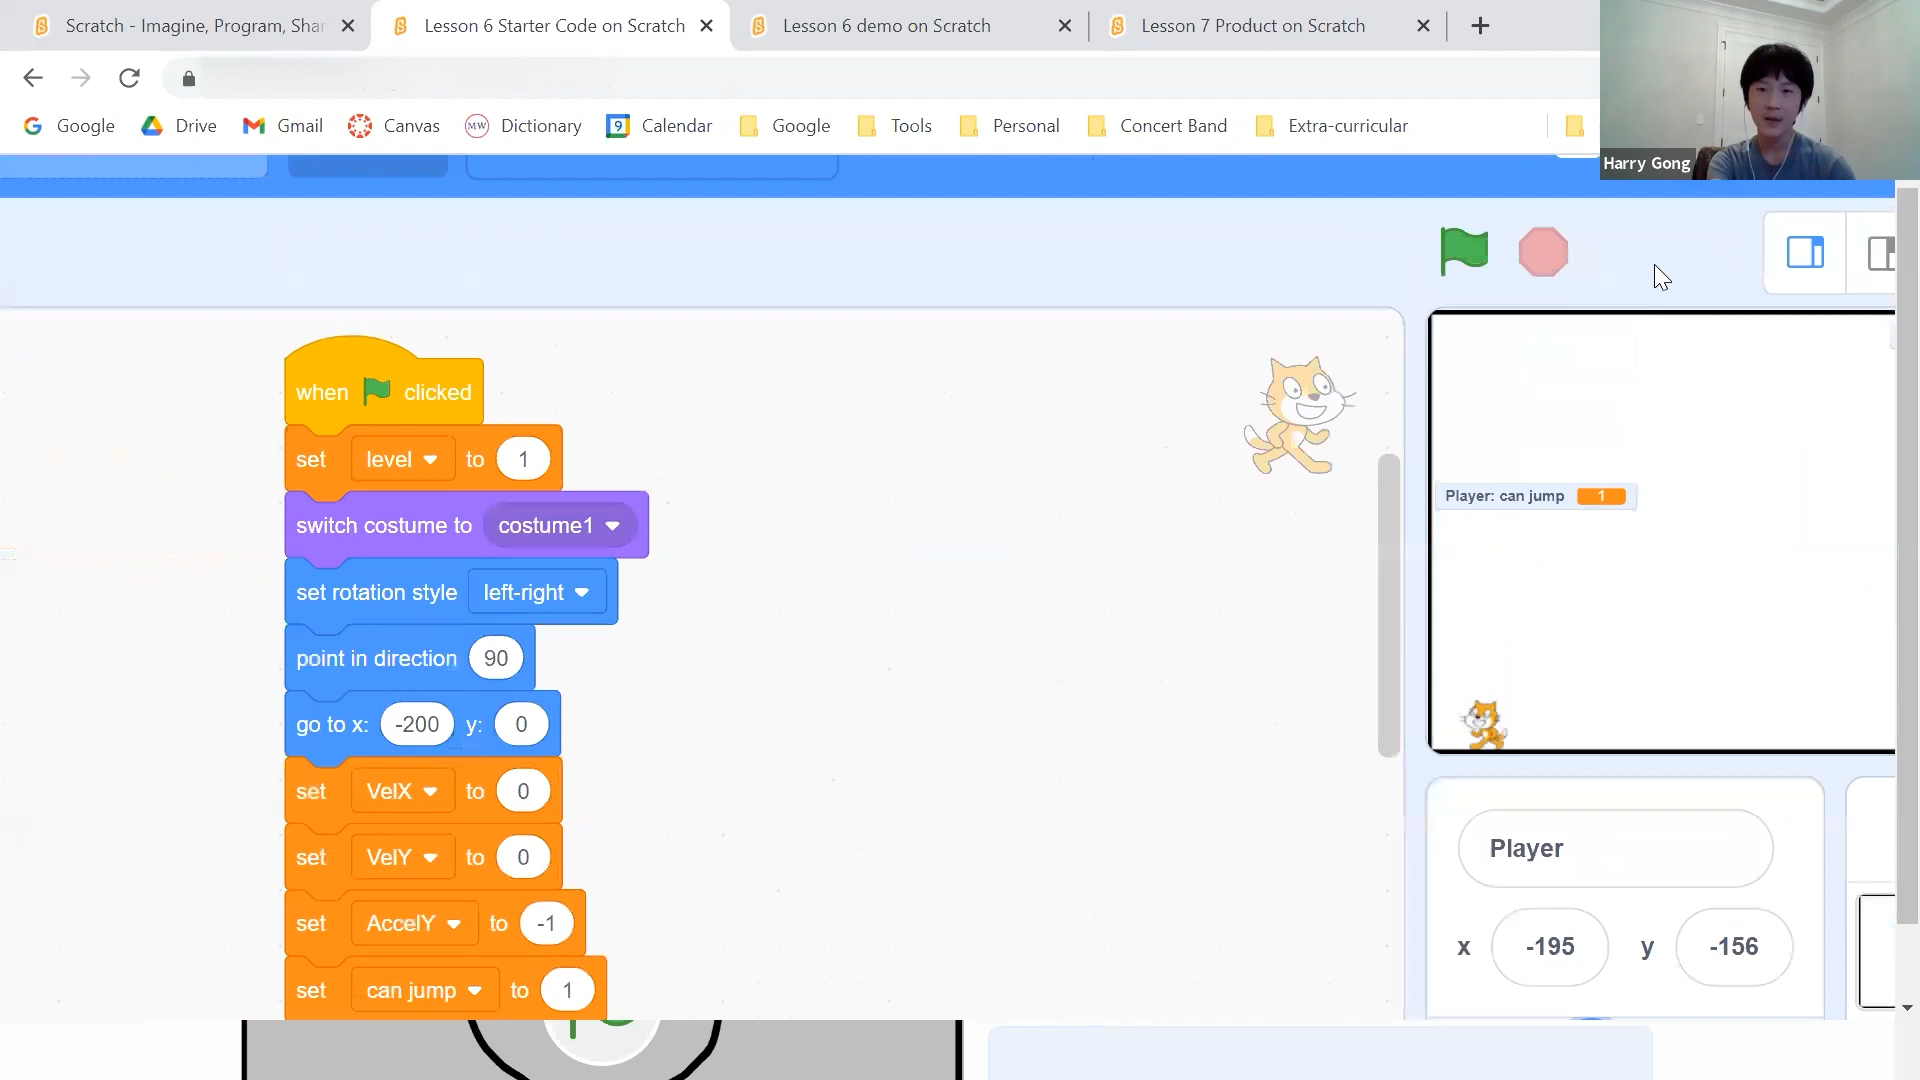 Scratch - Imagine, Program, Shar
Lesson 6 Starter Code on Scratch
Lesson 6 demo on Scratch
Lesson 7 Product on Scratch
Google
Drive
Gmail
Canvas
MW Dictionary
9 Calendar
Google
Tools
Personal
Concert Band
Extra-curricular
Harry Gong
when clicked
set level to 1
switch costume to costume1
set rotation style left-right
point in direction 90
go to x: -200 y: 0
set VelX to 0
set VelY to 0
set AccelY to -1
set can jump to 1
Player: can jump 1
Player
x -195 y -156